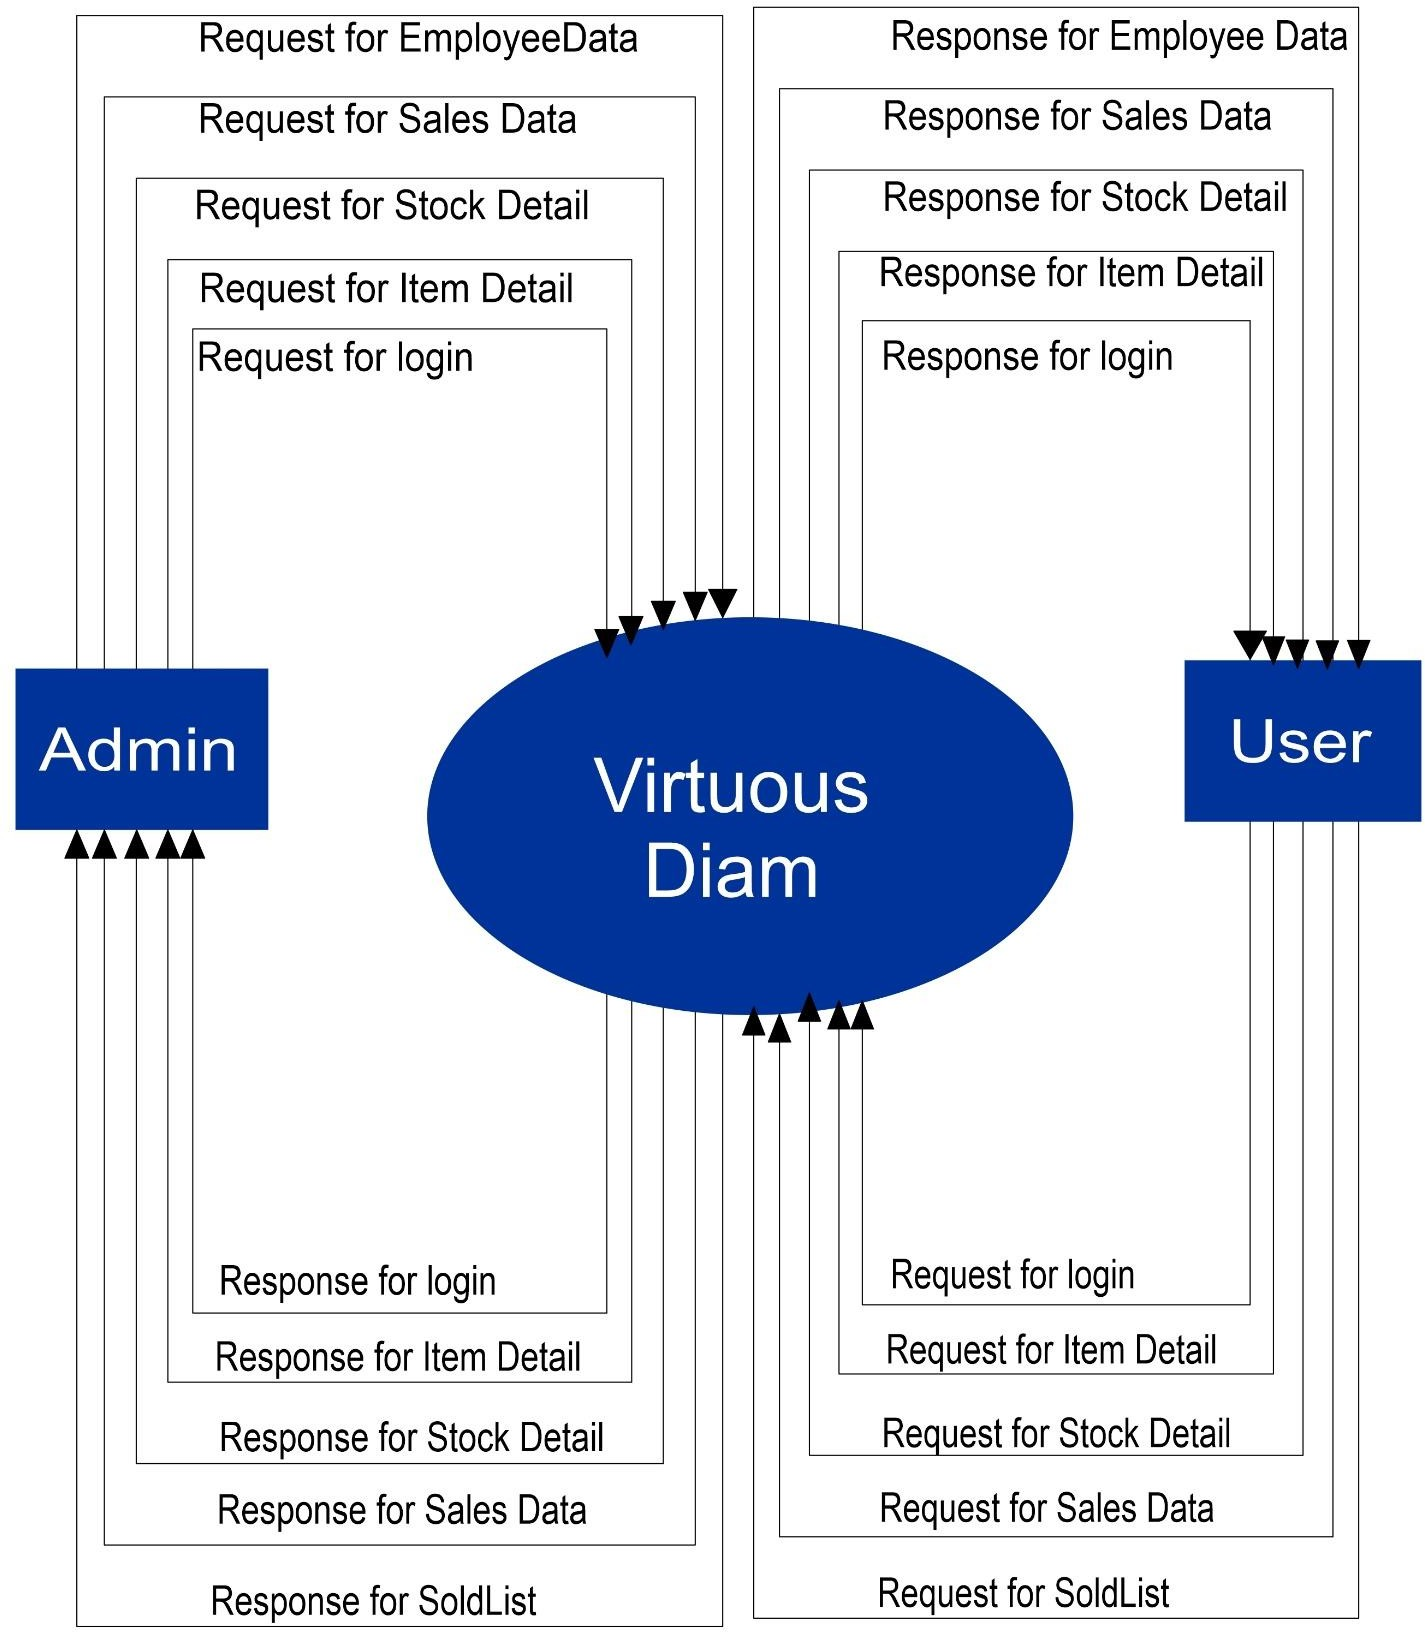 Request for EmployeeData
Request for Sales Data
Request for Stock Detail
Request for Item Detail
Request for login
Response for Employee Data
Response for Sales Data
Response for Stock Detail
Response for Item Detail
Response for login
Admin
Virtuous
Diam
User
Response for login
Response for Item Detail
Response for Stock Detail
Response for Sales Data
Response for SoldList
Request for login
Request for Item Detail
Request for Stock Detail
Request for Sales Data
Request for SoldList